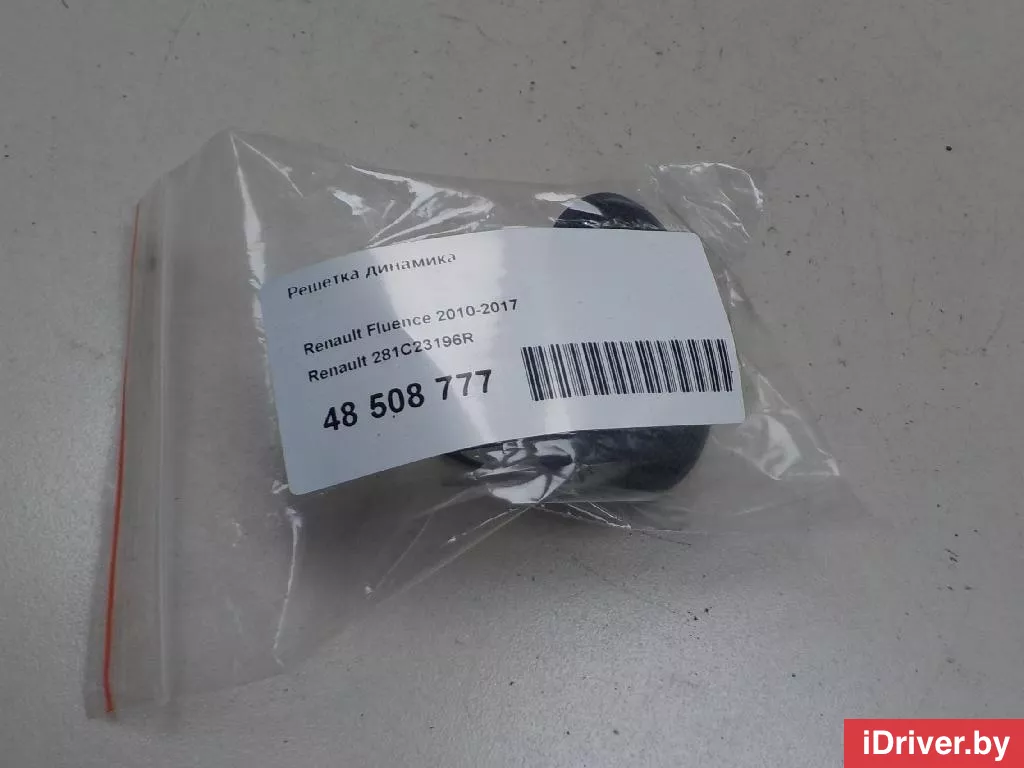 Решетка динамика
Renault Fluence 2010-2017
Renault 281C23196R
48 508 777
iDriver.by